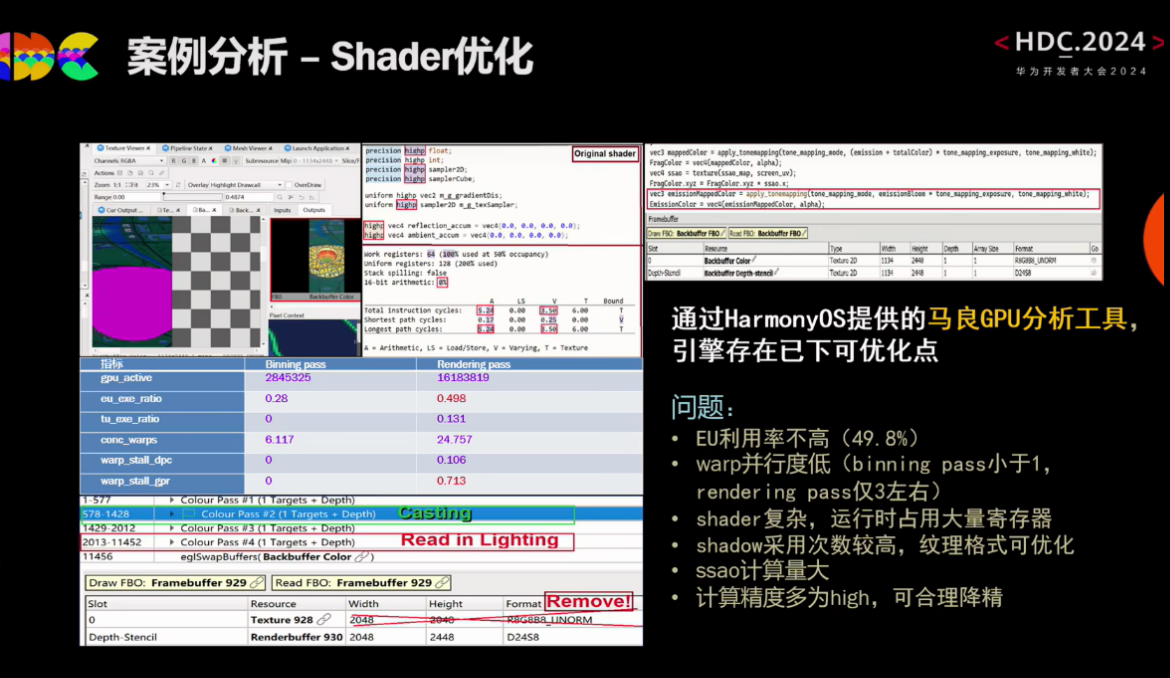 案例分析 – Shader优化
< HDC.2024 >
华为开发者大会2024
Texture Viewer
Pipeline State
Mesh Viewer
Launch Application
Channels RGBA
R G B A
Subresource Mip 0 - 1134x2448
Slice/F
Actions
Zoom 1:1
23%
Overlay Highlight Drawcall
OverDraw
Range 0.00
0.4874
Cur Output ...
Te...
Ba...
Back...
Inputs
Outputs
FBO
Backbuffer Color
Pixel Context
Original shader
precision highp float;
precision highp int;
precision highp sampler2D;
precision highp samplerCube;
uniform highp vec2 m_g_gradientDis;
uniform highp sampler2D m_g_texSampler;
highp vec4 reflection_accum = vec4(0.0, 0.0, 0.0, 0.0);
highp vec4 ambient_accum = vec4(0.0, 0.0, 0.0, 0.0);
Work registers: 64 (100% used at 50% occupancy)
Uniform registers: 128 (200% used)
Stack spilling: false
16-bit arithmetic: 0%
A LS V T Bound
Total instruction cycles: 5.24 0.00 3.50 6.00 T
Shortest path cycles: 0.17 0.00 0.25 0.00 V
Longest path cycles: 5.24 0.00 3.50 6.00 T
A = Arithmetic, LS = Load/Store, V = Varying, T = Texture
vec3 mappedColor = apply_tonemapping(tone_mapping_mode, (emission + totalColor) * tone_mapping_exposure, tone_mapping_white);
FragColor = vec4(mappedColor, alpha);
vec4 ssao = texture(ssao_map, screen_uv);
FragColor.xyz = FragColor.xyz * ssao.x;
vec3 emissionMappedColor = apply_tonemapping(tone_mapping_mode, emissionBloom * tone_mapping_exposure, tone_mapping_white);
EmissionColor = vec4(emissionMappedColor, alpha);
Framebuffer
Draw FBO: Backbuffer FBO
Read FBO: Backbuffer FBO
Slot Resource Type Width Height Depth Array Size Format Go
0 Backbuffer Color Texture 2D 1134 2448 1 1 R8G8B8_UNORM
Depth-Stencil Backbuffer Depth-stencil Texture 2D 1134 2448 1 1 D24S8
指标 Binning pass Rendering pass
gpu_active 2845325 16183819
eu_exe_ratio 0.28 0.498
tu_exe_ratio 0 0.131
conc_warps 6.117 24.757
warp_stall_dpc 0 0.106
warp_stall_gpr 0 0.713
1-577 Colour Pass #1 (1 Targets + Depth)
578-1428 Colour Pass #2 (1 Targets + Depth) Casting
1429-2012 Colour Pass #3 (1 Targets + Depth)
2013-11452 Colour Pass #4 (1 Targets + Depth) Read in Lighting
11456 eglSwapBuffers( Backbuffer Color )
Draw FBO: Framebuffer 929
Read FBO: Framebuffer 929
Slot Resource Width Height Format Remove!
0 Texture 928 2048 2048 R8G8B8_UNORM
Depth-Stencil Renderbuffer 930 2048 2448 D24S8
通过HarmonyOS提供的马良GPU分析工具，
引擎存在已下可优化点
问题：
• EU利用率不高（49.8%）
• warp并行度低（binning pass小于1，
rendering pass仅3左右）
• shader复杂，运行时占用大量寄存器
• shadow采用次数较高，纹理格式可优化
• ssao计算量大
• 计算精度多为high，可合理降精